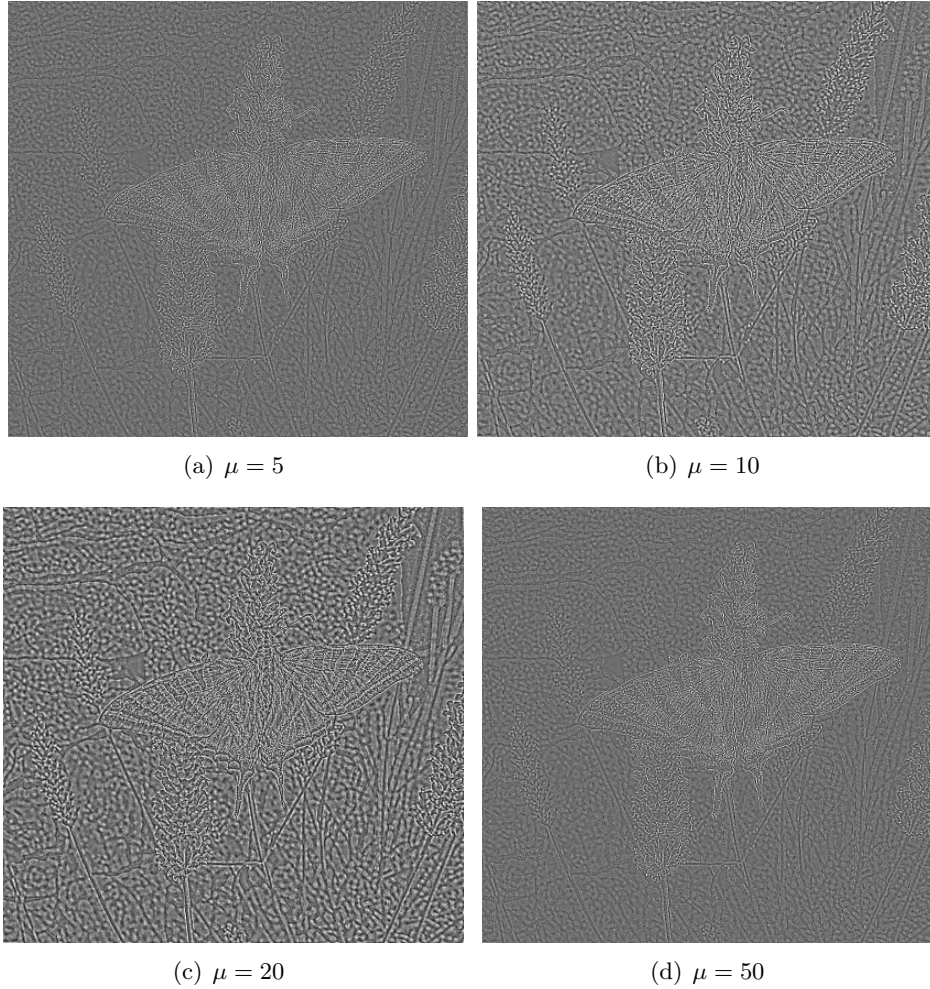 (a) μ = 5
(b) μ = 10
(c) μ = 20
(d) μ = 50